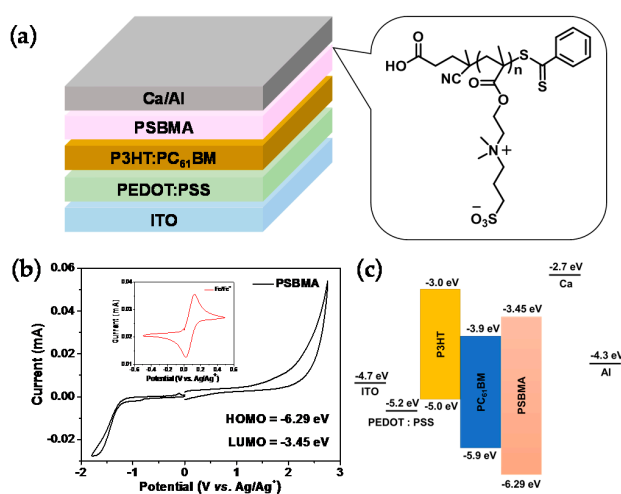 (a)
Ca/Al
PSBMA
P3HT:PC₆₁BM
PEDOT:PSS
ITO
HO
O
NC
n
S
S
O
O
N
+
−
O₃S
(b)
0.06
0.04
0.02
0.00
-0.02
Current (mA)
-2
-1
0
1
2
3
Potential (V vs. Ag/Ag⁺)
PSBMA
HOMO = -6.29 eV
LUMO = -3.45 eV
0.04
0.03
0.02
0.01
Current (mA)
Fc/Fc⁺
-0.6
-0.4
-0.2
0.0
0.2
0.4
0.6
Potential (V vs. Ag/Ag⁺)
(c)
-4.7 eV
ITO
-5.2 eV
PEDOT : PSS
-3.0 eV
P3HT
-5.0 eV
-3.9 eV
PC₆₁BM
-5.9 eV
-3.45 eV
PSBMA
-6.29 eV
-2.7 eV
Ca
-4.3 eV
Al